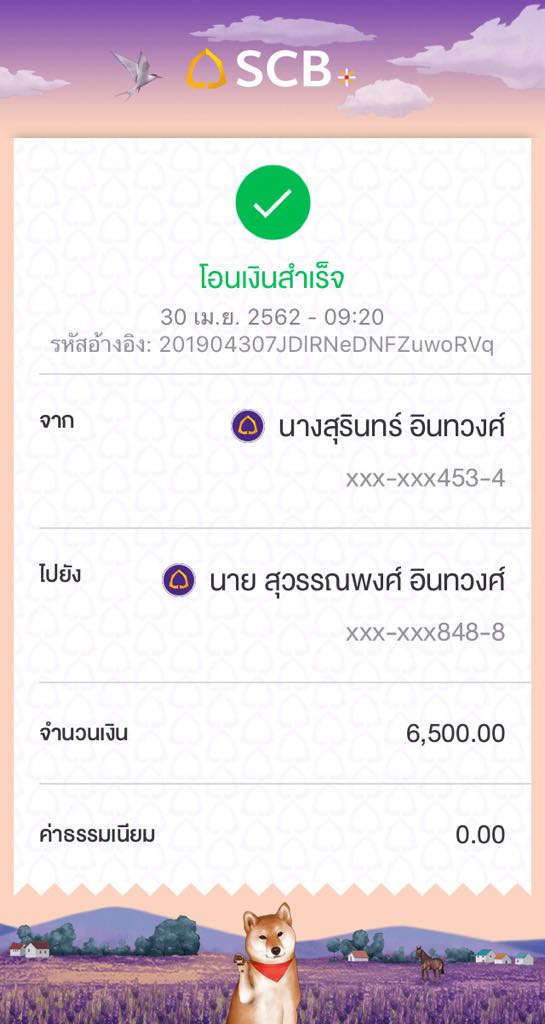 SCB
โอนเงินสำเร็จ
30 เม.ย. 2562 - 09:20
รหัสอ้างอิง: 201904307JDlRNeDNFZuwoRVq
จาก นางสุรินทร์ อินทวงศ์
xxx-xxx453-4
ไปยัง นาย สุวรรณพงศ์ อินทวงศ์
xxx-xxx848-8
จำนวนเงิน 6,500.00
ค่าธรรมเนียม 0.00